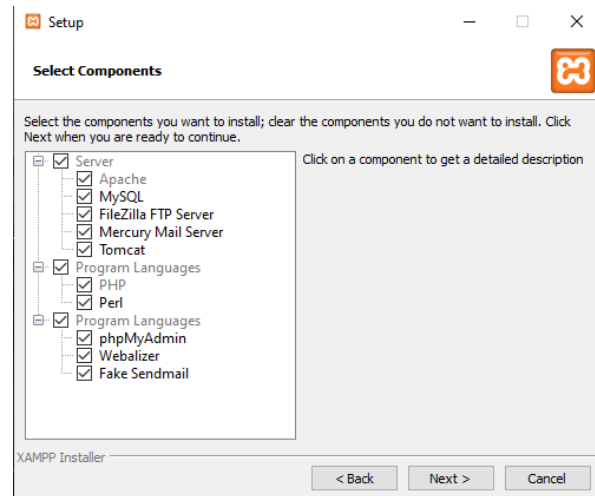 Setup
Select Components
Select the components you want to install; clear the components you do not want to install. Click
Next when you are ready to continue.
Server
Apache
MySQL
FileZilla FTP Server
Mercury Mail Server
Tomcat
Program Languages
PHP
Perl
Program Languages
phpMyAdmin
Webalizer
Fake Sendmail
Click on a component to get a detailed description
XAMPP Installer
< Back
Next >
Cancel